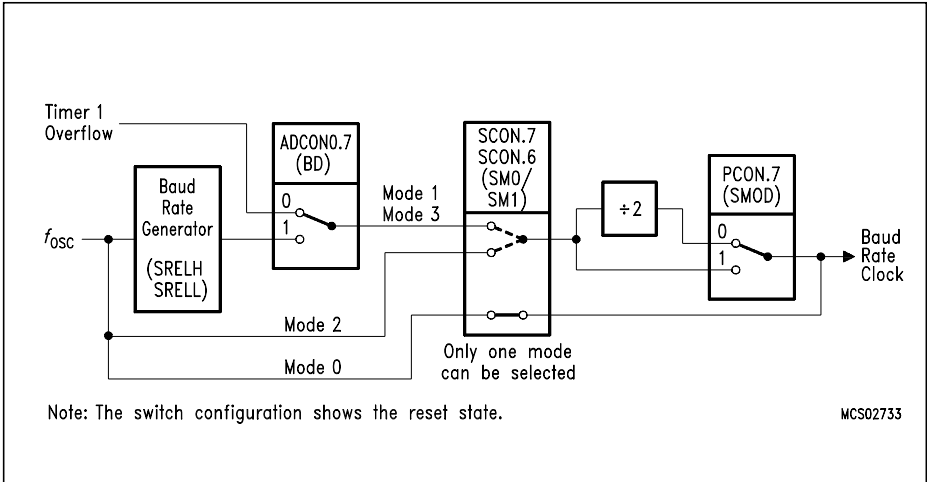 Timer 1
Overflow
ADCON0.7
(BD)
0
1
Baud
Rate
Generator
(SRELH
SRELL)
fOSC
Mode 1
Mode 3
SCON.7
SCON.6
(SM0/
SM1)
÷2
PCON.7
(SMOD)
0
1
Baud
Rate
Clock
Mode 2
Mode 0
Only one mode
can be selected
Note: The switch configuration shows the reset state.
MCS02733